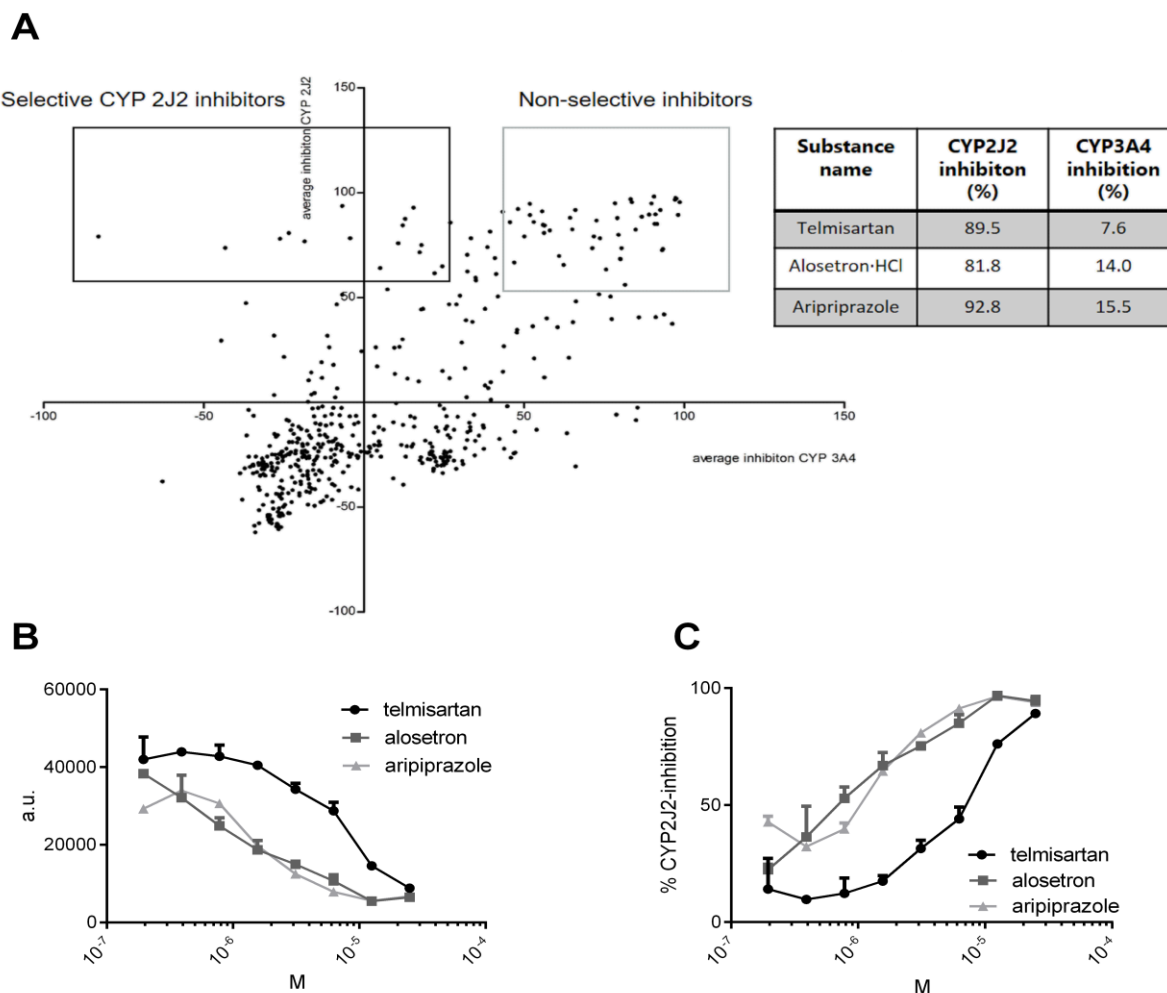 A
Selective CYP 2J2 inhibitors
Non-selective inhibitors
average inhibiton CYP 2J2
150
100
50
-50
-100
-100
-50
50
100
150
average inhibiton CYP 3A4
Substance name
CYP2J2 inhibiton (%)
CYP3A4 inhibition (%)
Telmisartan
89.5
7.6
Alosetron·HCl
81.8
14.0
Aripriprazole
92.8
15.5
B
60000
40000
20000
0
a.u.
telmisartan
alosetron
aripiprazole
10-7
10-6
10-5
10-4
M
C
100
50
0
% CYP2J2-inhibition
telmisartan
alosetron
aripiprazole
10-7
10-6
10-5
10-4
M